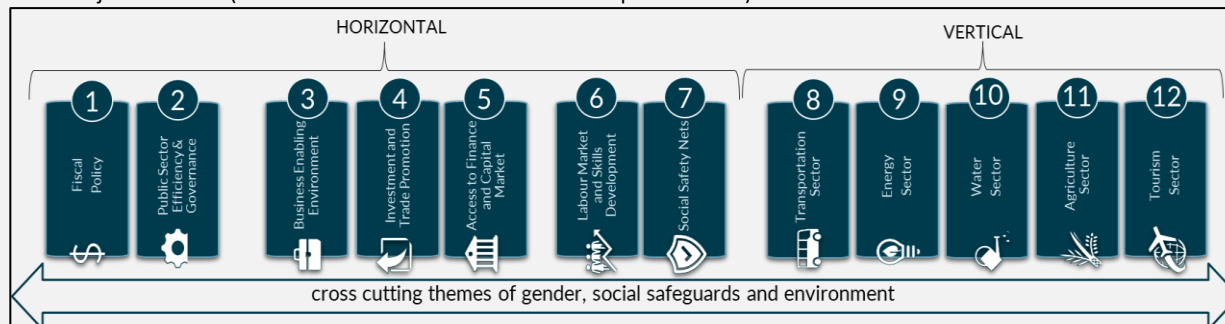 HORIZONTAL
VERTICAL
1
Fiscal
Policy
2
Public Sector
Efficiency &
Governance
3
Business Enabling
Environment
4
Investment and
Trade Promotion
5
Access to Finance
and Capital
Market
6
Labour Market
and Skills
Development
7
Social Safety Nets
8
Transportation
Sector
9
Energy
Sector
10
Water
Sector
11
Agriculture
Sector
12
Tourism
Sector
cross cutting themes of gender, social safeguards and environment